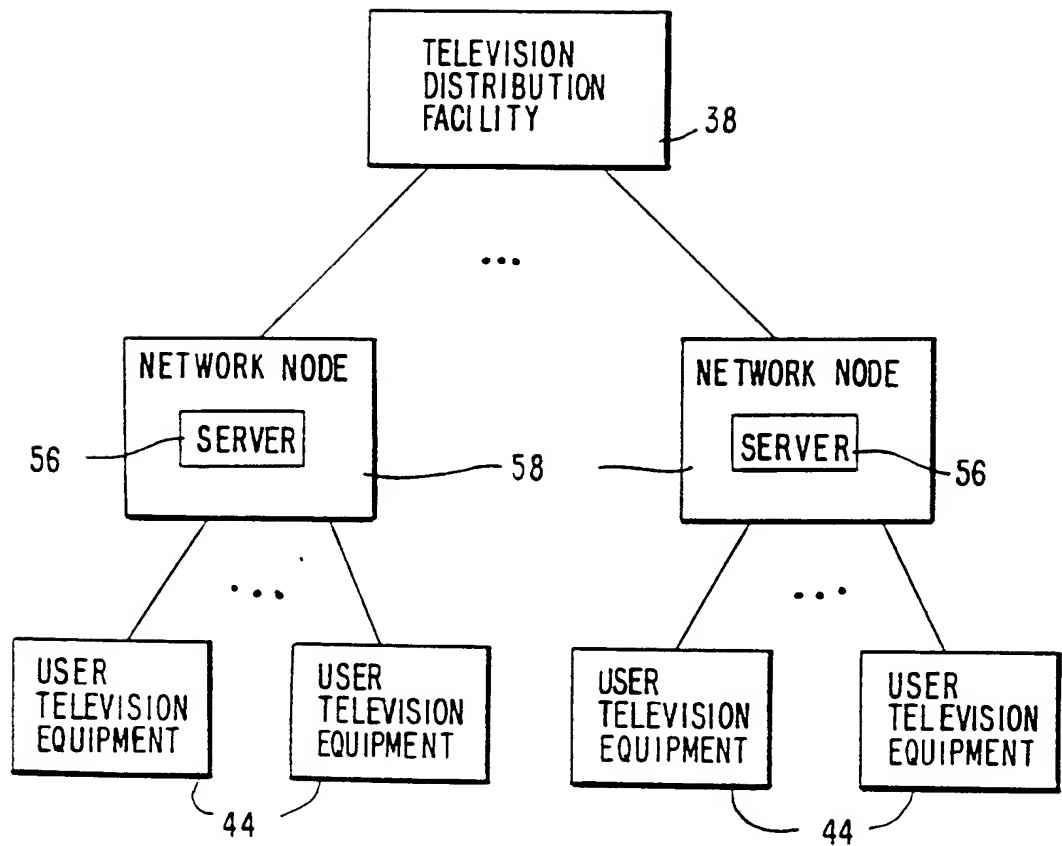 TELEVISION
DISTRIBUTION
FACILITY
38
...
NETWORK NODE
SERVER
56
58
NETWORK NODE
SERVER
56
...
...
USER
TELEVISION
EQUIPMENT
USER
TELEVISION
EQUIPMENT
USER
TELEVISION
EQUIPMENT
USER
TELEVISION
EQUIPMENT
44
44